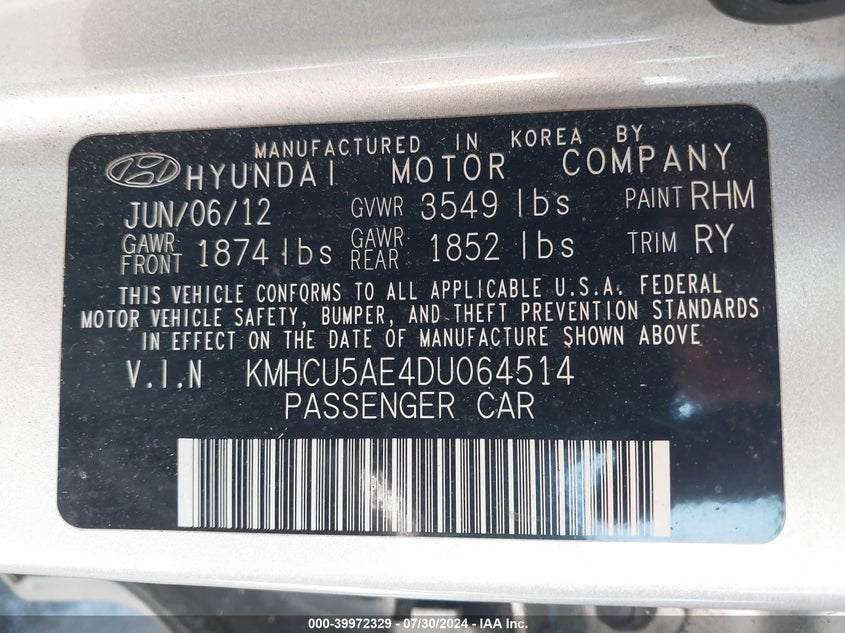 MANUFACTURED IN KOREA BY
HYUNDAI MOTOR COMPANY
JUN/06/12 GVWR 3549 lbs PAINT RHM
GAWR FRONT 1874 lbs GAWR REAR 1852 lbs TRIM RY
THIS VEHICLE CONFORMS TO ALL APPLICABLE U.S.A. FEDERAL
MOTOR VEHICLE SAFETY, BUMPER, AND THEFT PREVENTION STANDARDS
IN EFFECT ON THE DATE OF MANUFACTURE SHOWN ABOVE
V.I.N KMHCU5AE4DU064514
PASSENGER CAR
000-39972329 - 07/30/2024 - IAA Inc.